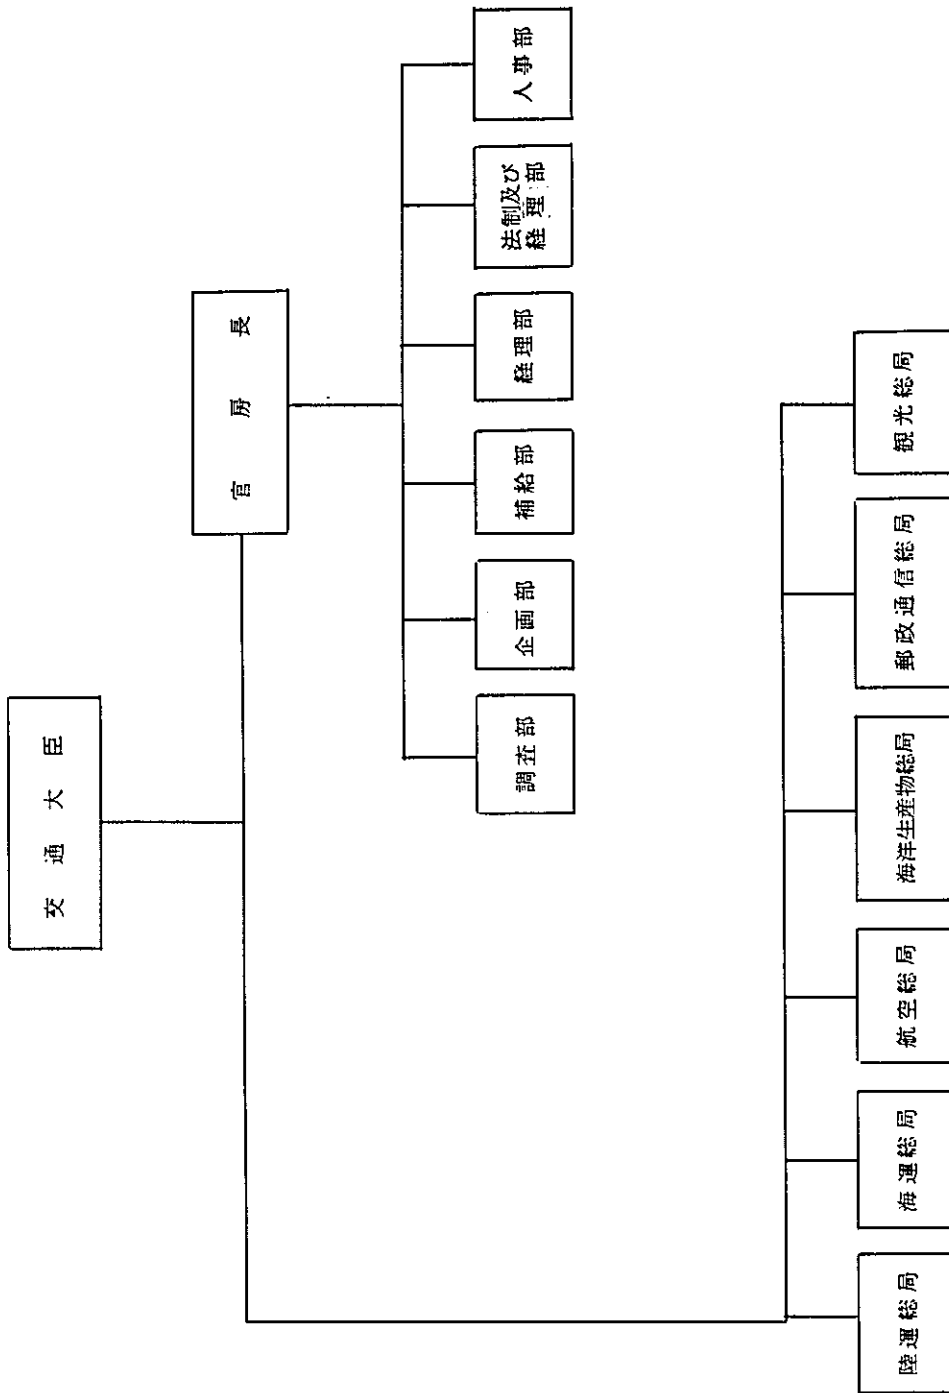 交通大臣
官房長
調査部
企画部
補給部
経理部
法制及び
経理部
人事部
陸運総局
海運総局
航空総局
海洋生産物総局
郵政通信総局
観光総局